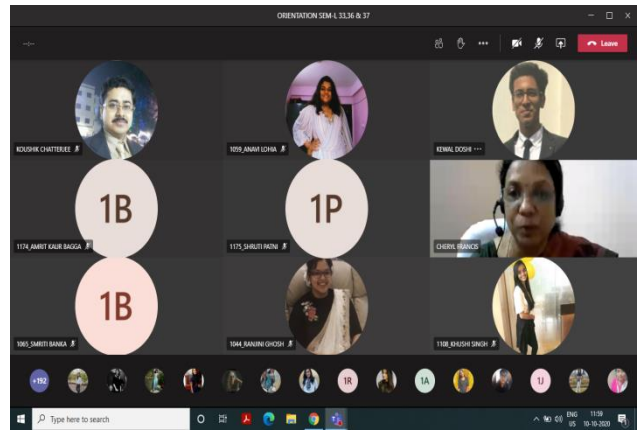 ORIENTATION SEM-L 33,36 & 37
--:--
Leave
KOUSHIK CHATTERJEE
1059_ANAVI LOHIA
KEWAL DOSHI
1B
1174_AMRIT KAUR BAGGA
1P
1175_SHRUTI PATNI
CHERYL FRANCIS
1B
1065_SMRITI BANKA
1044_RANJINI GHOSH
1108_KHUSHI SINGH
+192
1R
1A
1J
Type here to search
ENG
US
11:59
10-10-2020